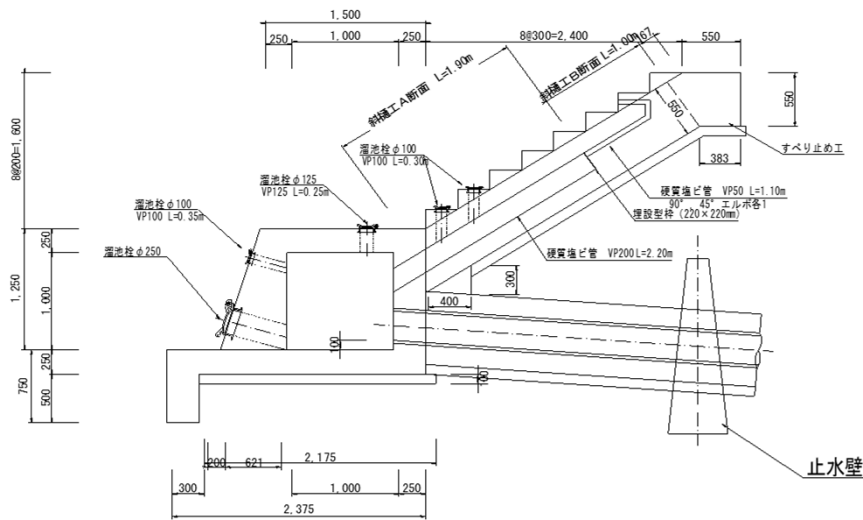 1,500
250
1,000
250
8@300=2,400
167
550
斜樋工A断面 L=1.90m
斜樋工B断面 L=1.00m
8@200=1,600
550
550
すべり止め工
383
溜池栓φ100
VP100 L=0.30m
溜池栓φ125
VP125 L=0.25m
溜池栓φ100
VP100 L=0.35m
溜池栓φ250
硬質塩ビ管 VP50 L=1.10m
90° 45° エルボ各1
埋設型枠(220×220mm)
硬質塩ビ管 VP200 L=2.20m
250
1,250
1,000
300
400
100
100
250
750
500
200
621
2,175
300
1,000
250
2,375
止水壁